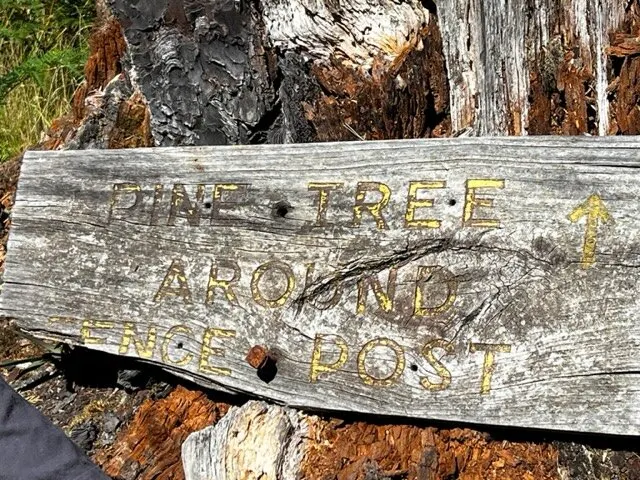 PINE TREE ↑
AROUND
FENCE POST